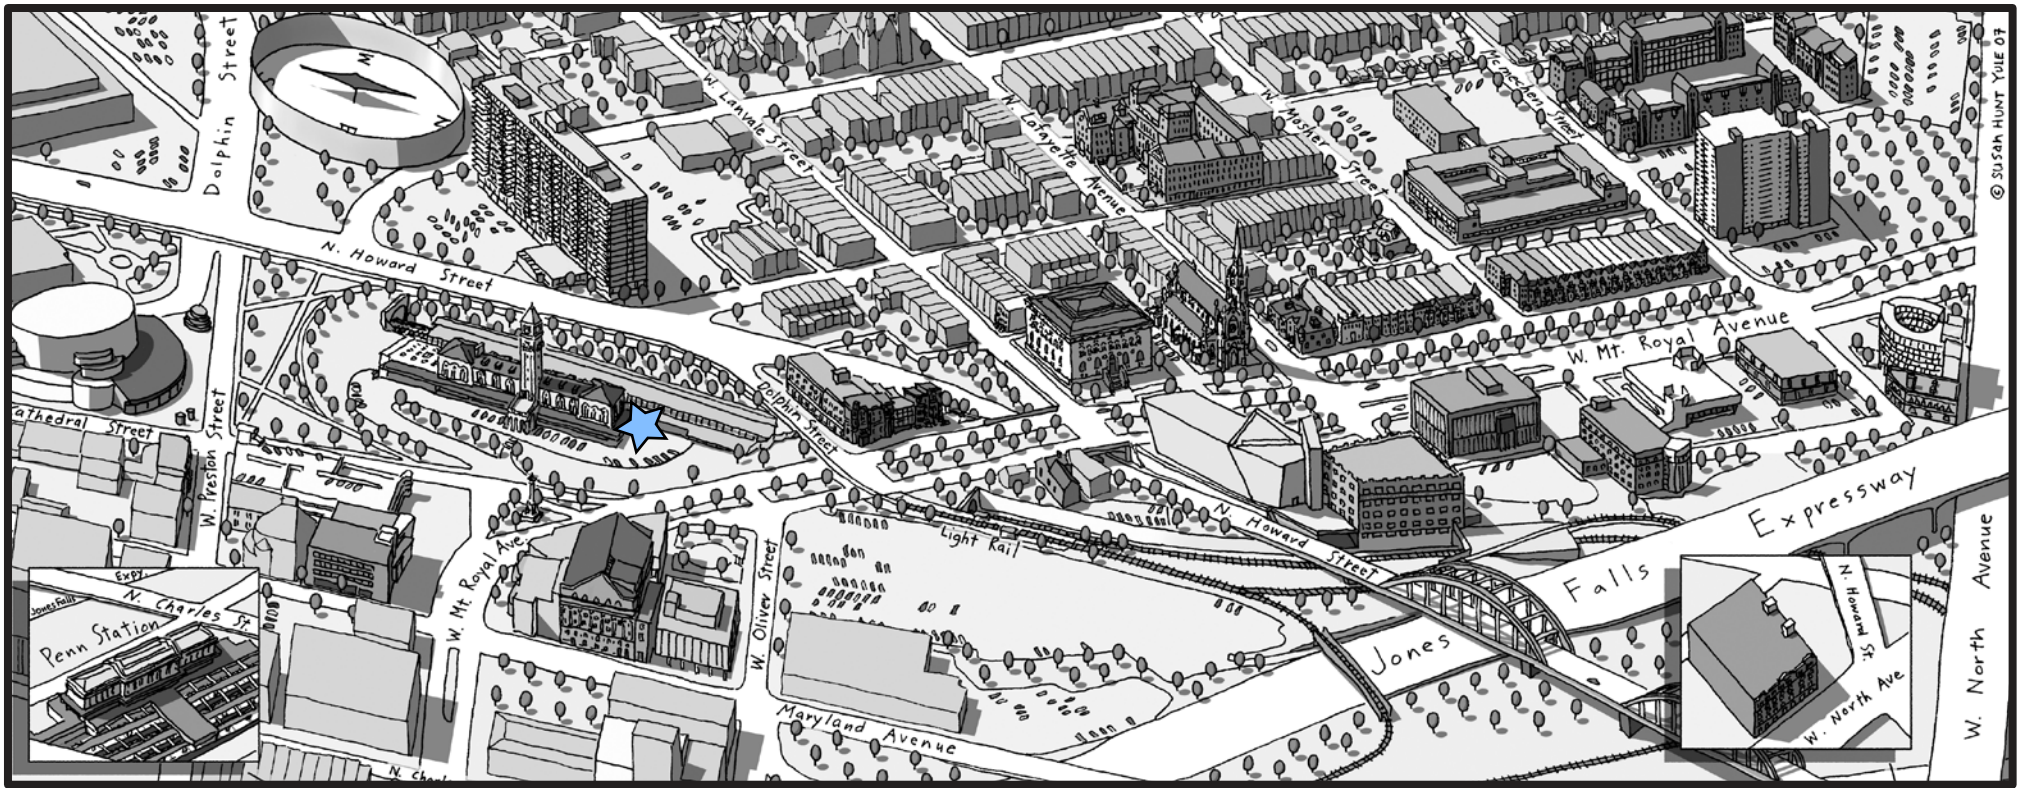 Dolphin Street
W
E
N
W. Lanvale Street
W. Lafayette Avenue
W. Mosher Street
McMechen Street
© SUSAN HUNT YULE 07
N. Howard Street
W. Mt. Royal Avenue
Dolphin Street
Cathedral Street
W. Preston Street
Light Rail
N. Howard Street
Expressway
Falls
Jones
W. Mt. Royal Ave.
W. Oliver Street
Maryland Avenue
W. North Avenue
Expy.
Jones Falls
N. Charles St.
Penn Station
N. Howard St.
W. North Ave